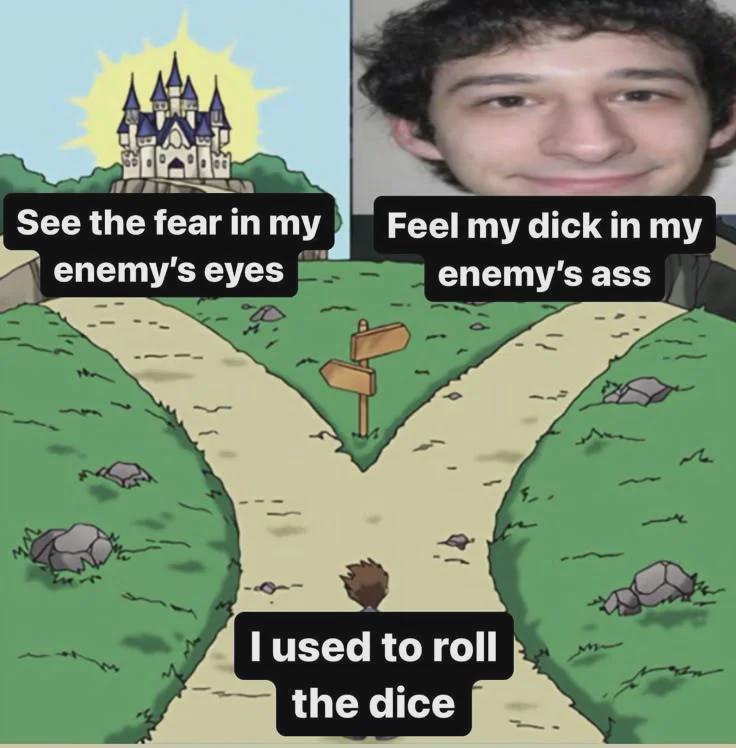 See the fear in my
enemy's eyes
Feel my dick in my
enemy's ass
I used to roll
the dice